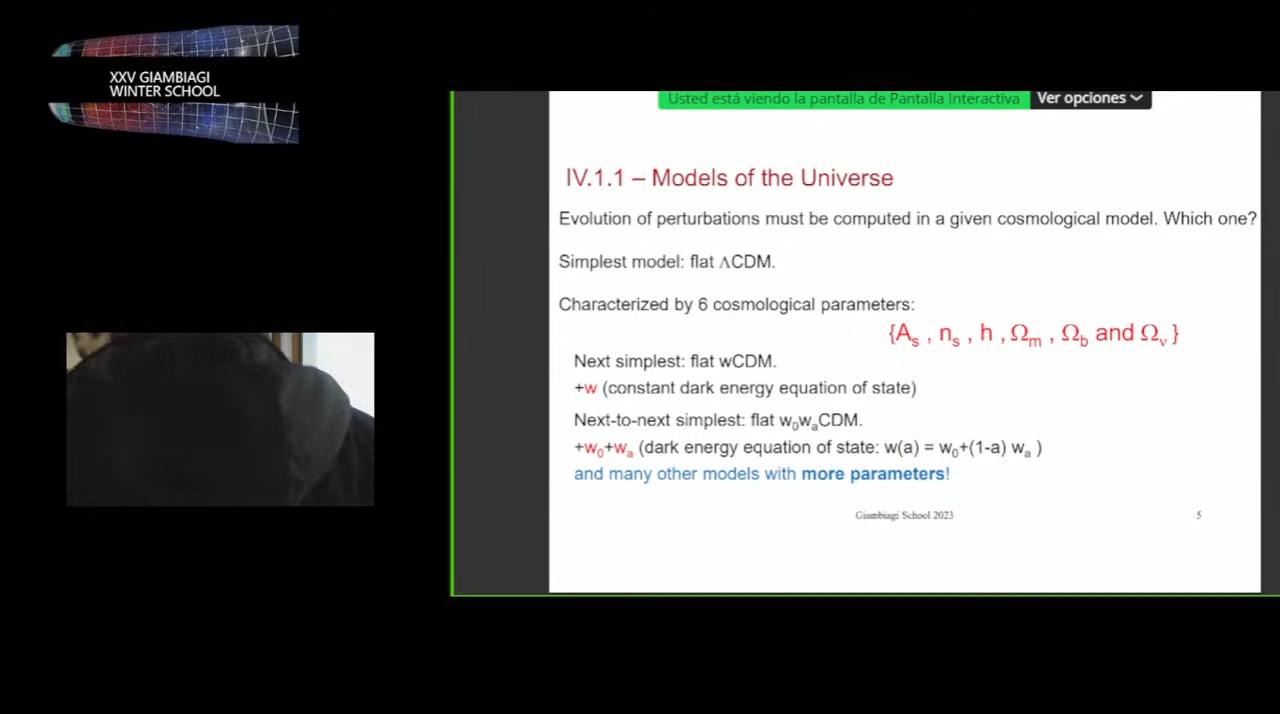 XXV GIAMBIAGI
WINTER SCHOOL
Usted está viendo la pantalla de Pantalla Interactiva Ver opciones
IV.1.1 – Models of the Universe
Evolution of perturbations must be computed in a given cosmological model. Which one?
Simplest model: flat ΛCDM.
Characterized by 6 cosmological parameters:
{Aₛ , nₛ , h , Ωₘ , Ω_b and Ω_ν }
Next simplest: flat wCDM.
+w (constant dark energy equation of state)
Next-to-next simplest: flat w₀wₐCDM.
+w₀+wₐ (dark energy equation of state: w(a) = w₀+(1-a) wₐ )
and many other models with more parameters!
Giambiagi School 2023
5